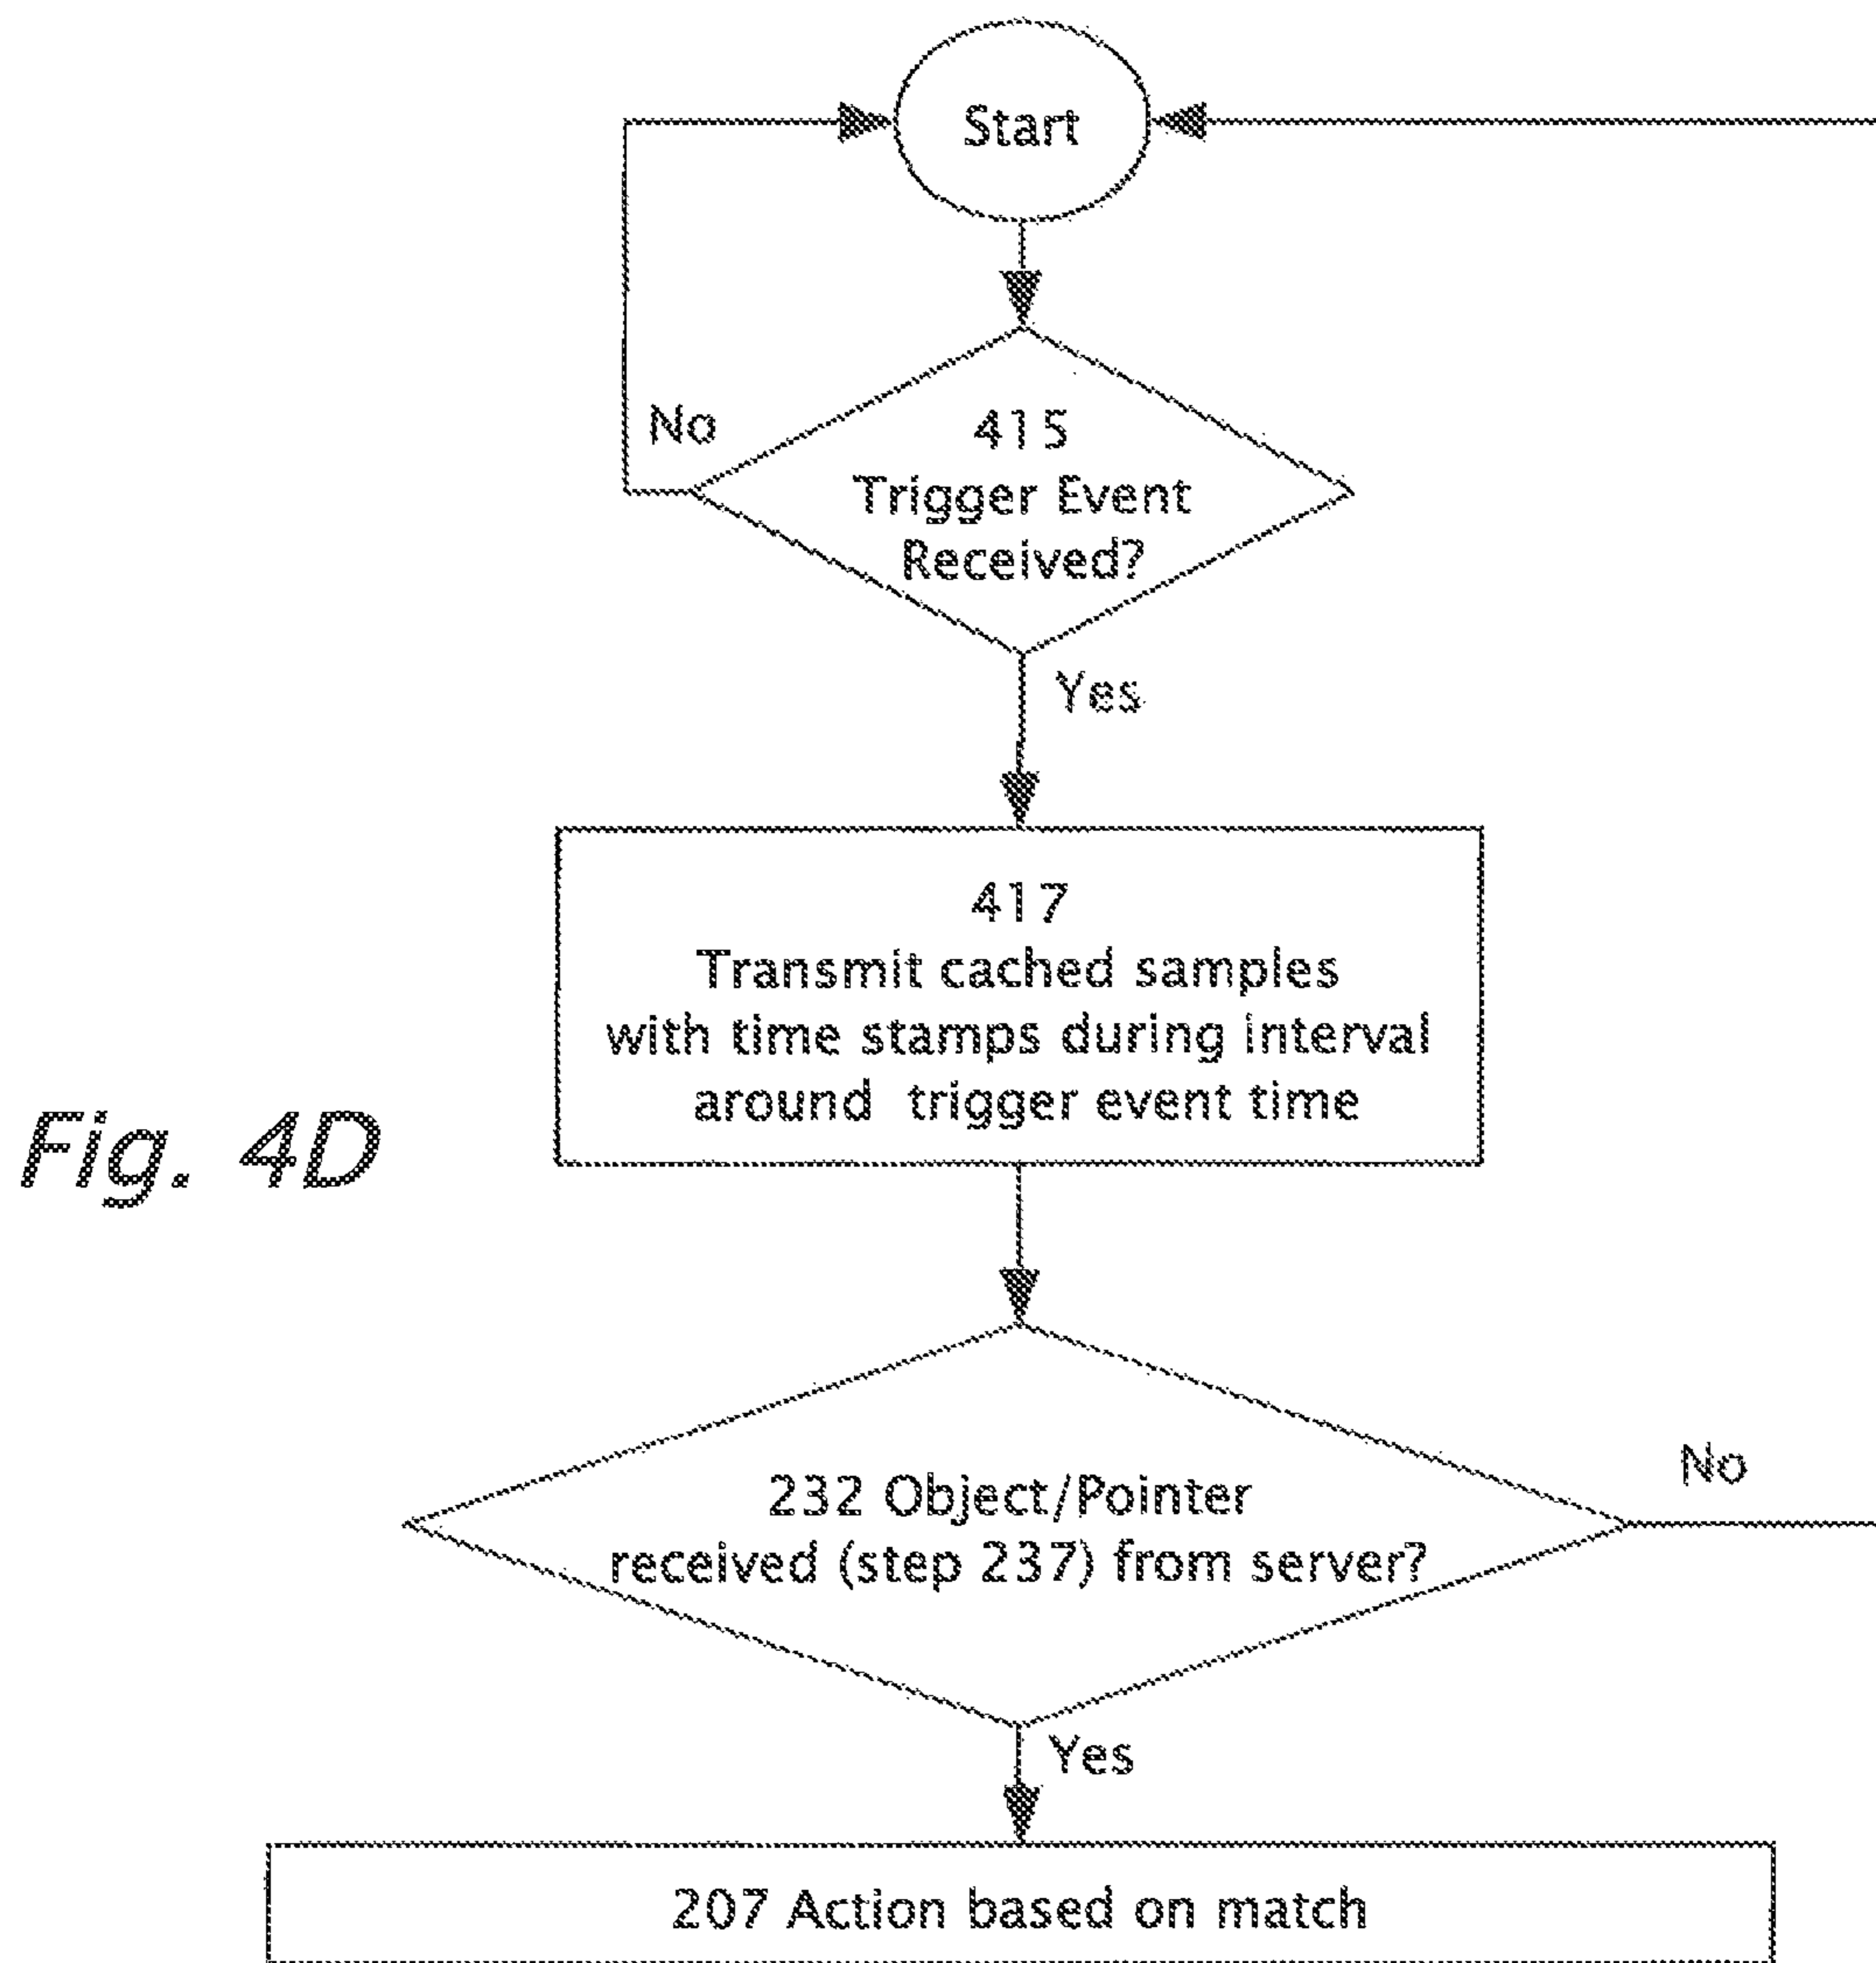 Start
No
415
Trigger Event
Received?
Yes
417
Transmit cached samples
with time stamps during interval
around trigger event time
Fig. 4D
232 Object/Pointer
received (step 237) from server?
No
Yes
207 Action based on match